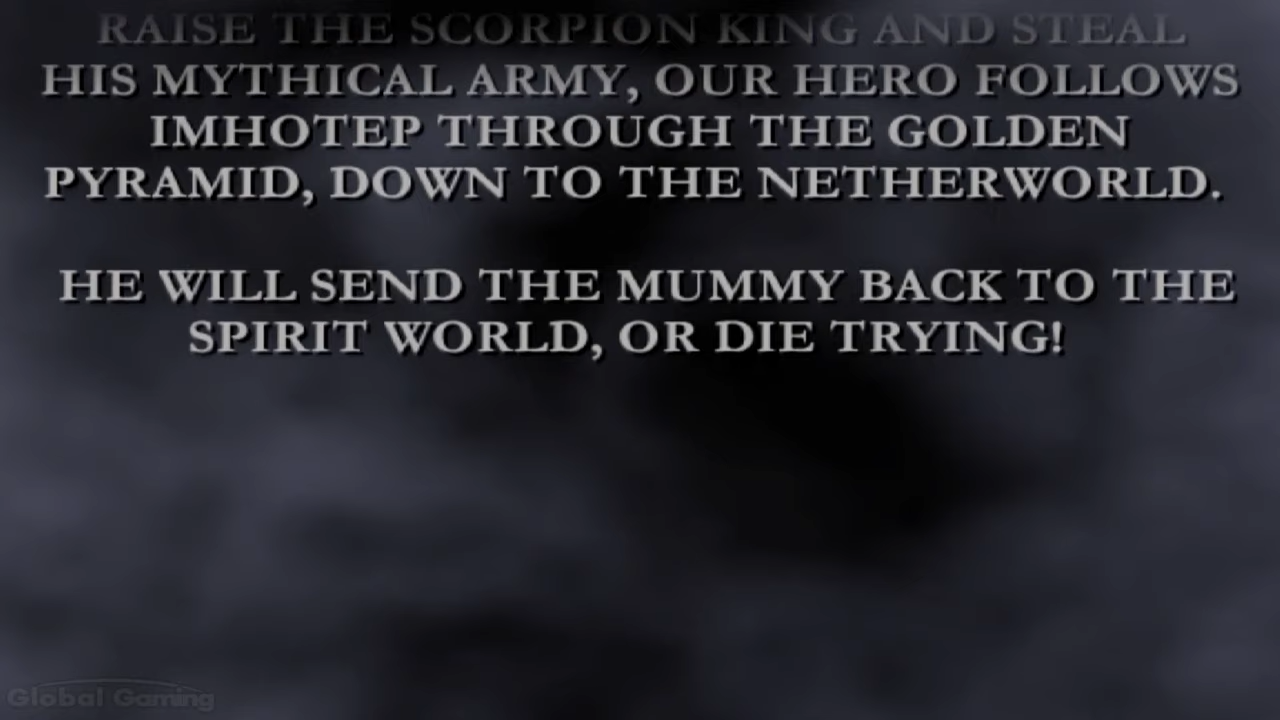 RAISE THE SCORPION KING AND STEAL
HIS MYTHICAL ARMY, OUR HERO FOLLOWS
IMHOTEP THROUGH THE GOLDEN
PYRAMID, DOWN TO THE NETHERWORLD.
HE WILL SEND THE MUMMY BACK TO THE
SPIRIT WORLD, OR DIE TRYING!
Global Gaming